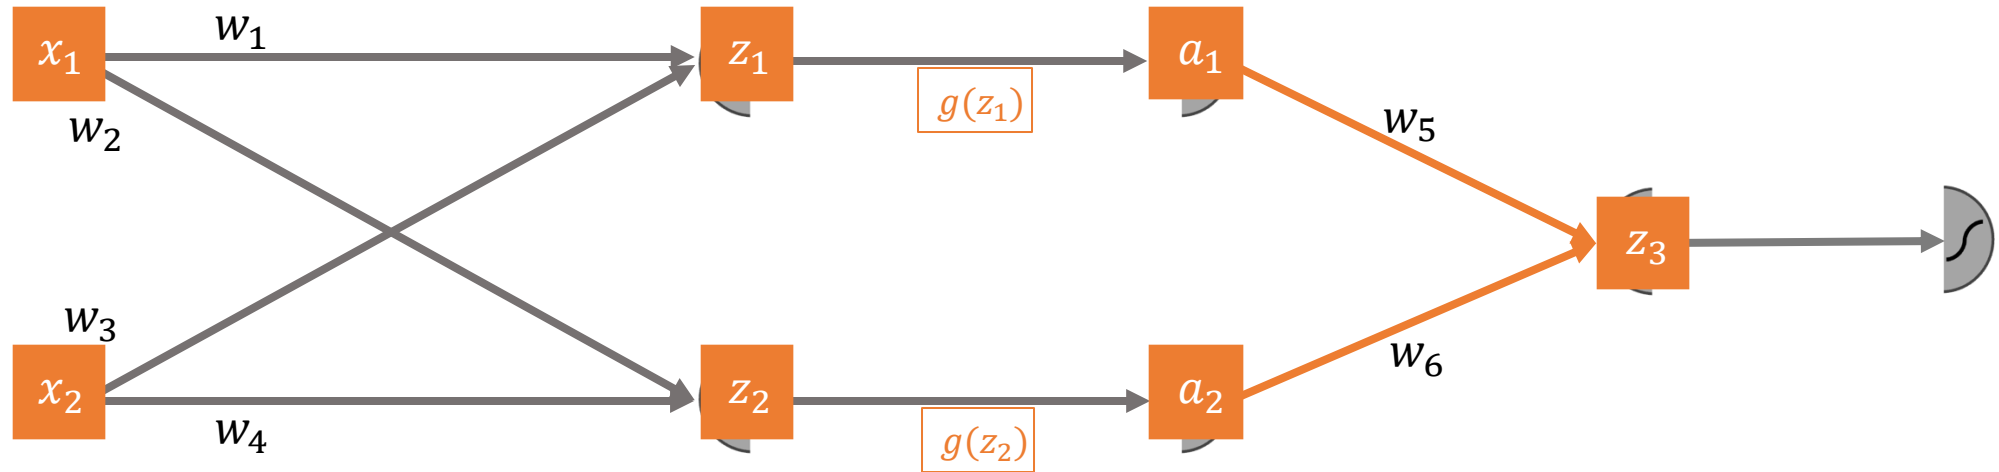 x₁
w₁
z₁
g(z₁)
a₁
w₂
w₅
z₃
w₃
x₂
w₄
z₂
g(z₂)
a₂
w₆